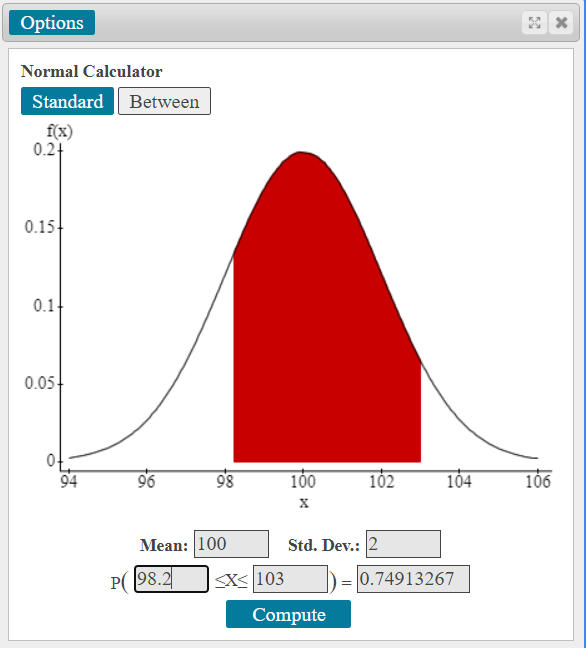 Options
Normal Calculator
Standard Between
f(x)
0.2
0.15
0.1
0.05
0
94 96 98 100 102 104 106
x
Mean: 100 Std. Dev.: 2
P( 98.2 ≤X≤ 103 ) = 0.74913267
Compute